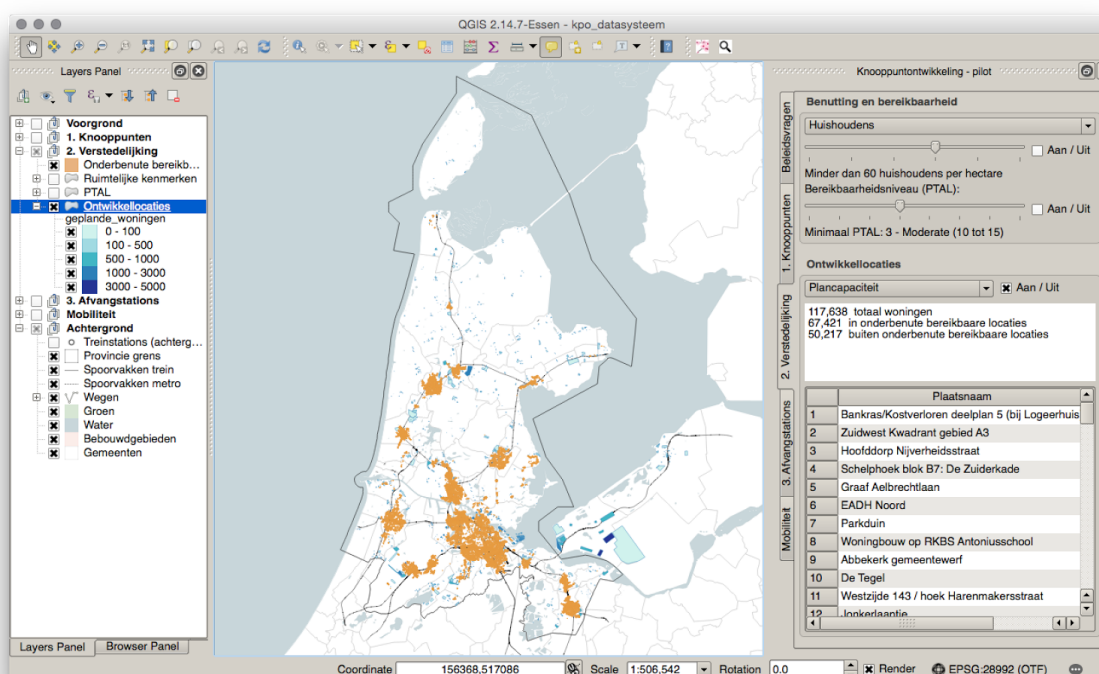 QGIS 2.14.7-Essen - kpo_datasysteem
Layers Panel
Voorgrond
1. Knooppunten
2. Verstedelijking
Onderbenute bereikb...
Ruimtelijke kenmerken
PTAL
Ontwikkellocaties
geplande_woningen
0 - 100
100 - 500
500 - 1000
1000 - 3000
3000 - 5000
3. Afvangstations
Mobiliteit
Achtergrond
Treinstations (achterg...
Provincie grens
Spoorvakken trein
Spoorvakken metro
Wegen
Groen
Water
Bebouwdgebieden
Gemeenten
Layers Panel
Browser Panel
Knooppuntontwikkeling - pilot
Beleidsvragen
1. Knooppunten
2. Verstedelijking
3. Afvangstations
Mobiliteit
Benutting en bereikbaarheid
Huishoudens
Aan / Uit
Minder dan 60 huishoudens per hectare
Bereikbaarheidsniveau (PTAL):
Aan / Uit
Minimaal PTAL: 3 - Moderate (10 tot 15)
Ontwikkellocaties
Plancapaciteit
Aan / Uit
117,638 totaal woningen
67,421 in onderbenute bereikbare locaties
50,217 buiten onderbenute bereikbare locaties
Plaatsnaam
1 Bankras/Kostverloren deelplan 5 (bij Logeerhuis
2 Zuidwest Kwadrant gebied A3
3 Hoofddorp Nijverheidsstraat
4 Schelphoek blok B7: De Zuiderkade
5 Graaf Aelbrechtlaan
6 EADH Noord
7 Parkduin
8 Woningbouw op RKBS Antoniusschool
9 Abbekerk gemeentewerf
10 De Tegel
11 Westzijde 143 / hoek Harenmakersstraat
12 Jonkerlaantje
Coordinate 156368,517086 Scale 1:506,542 Rotation 0.0 Render EPSG:28992 (OTF)